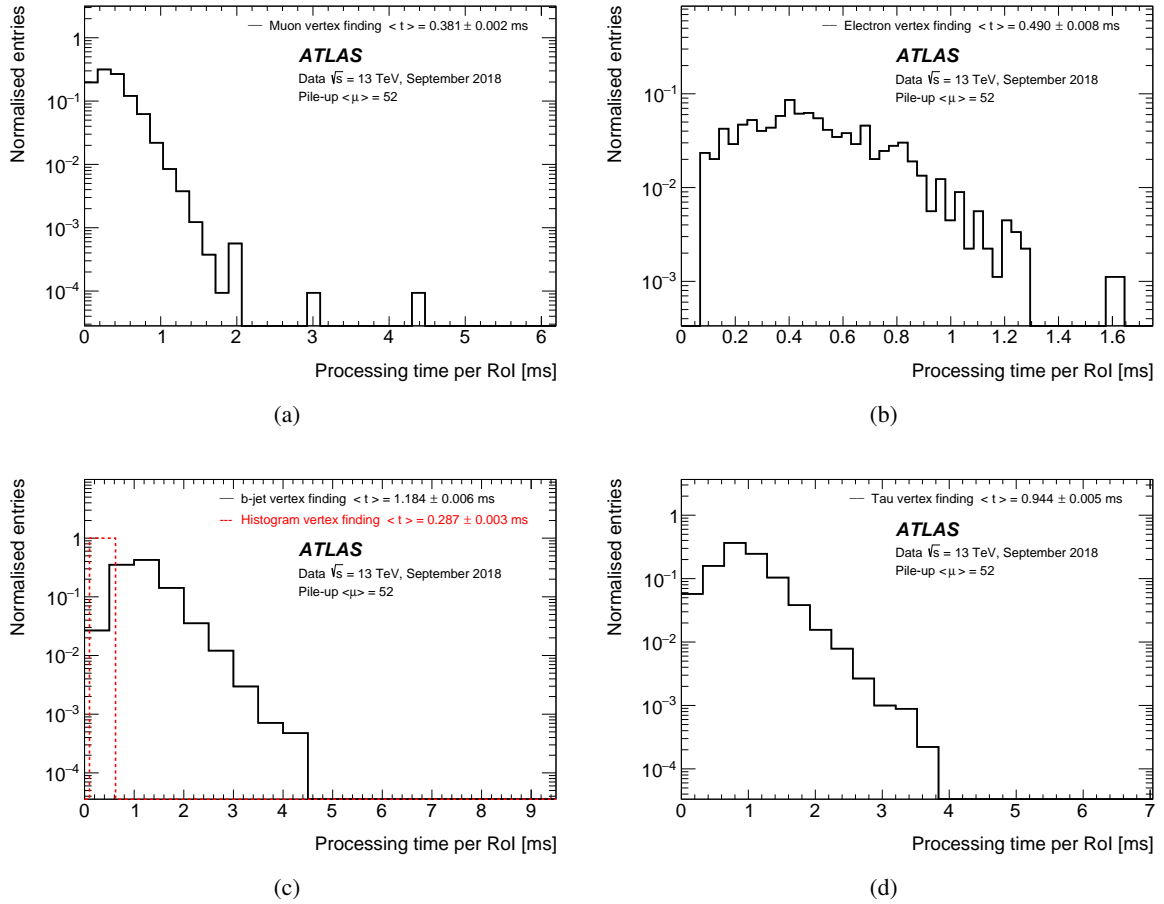 Muon vertex finding < t > = 0.381 ± 0.002 ms
ATLAS
Data √s = 13 TeV, September 2018
Pile-up <μ> = 52
Normalised entries
1
10⁻¹
10⁻²
10⁻³
10⁻⁴
0 1 2 3 4 5 6
Processing time per RoI [ms]
(a)
Electron vertex finding < t > = 0.490 ± 0.008 ms
ATLAS
Data √s = 13 TeV, September 2018
Pile-up <μ> = 52
Normalised entries
10⁻¹
10⁻²
10⁻³
0 0.2 0.4 0.6 0.8 1 1.2 1.4 1.6
Processing time per RoI [ms]
(b)
b-jet vertex finding < t > = 1.184 ± 0.006 ms
Histogram vertex finding < t > = 0.287 ± 0.003 ms
ATLAS
Data √s = 13 TeV, September 2018
Pile-up <μ> = 52
Normalised entries
1
10⁻¹
10⁻²
10⁻³
10⁻⁴
0 1 2 3 4 5 6 7 8 9
Processing time per RoI [ms]
(c)
Tau vertex finding < t > = 0.944 ± 0.005 ms
ATLAS
Data √s = 13 TeV, September 2018
Pile-up <μ> = 52
Normalised entries
1
10⁻¹
10⁻²
10⁻³
10⁻⁴
0 1 2 3 4 5 6 7
Processing time per RoI [ms]
(d)